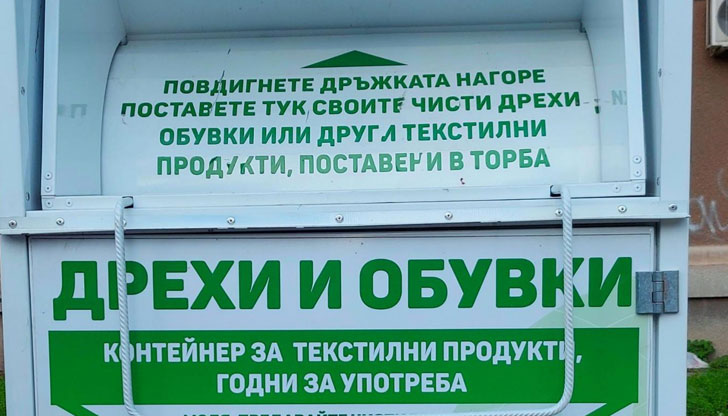 ПОВДИГНЕТЕ ДРЪЖКАТА НАГОРЕ
ПОСТАВЕТЕ ТУК СВОИТЕ ЧИСТИ ДРЕХИ
ОБУВКИ ИЛИ ДРУГИ ТЕКСТИЛНИ
ПРОДУКТИ, ПОСТАВЕНИ В ТОРБА
ДРЕХИ И ОБУВКИ
КОНТЕЙНЕР ЗА ТЕКСТИЛНИ ПРОДУКТИ,
ГОДНИ ЗА УПОТРЕБА